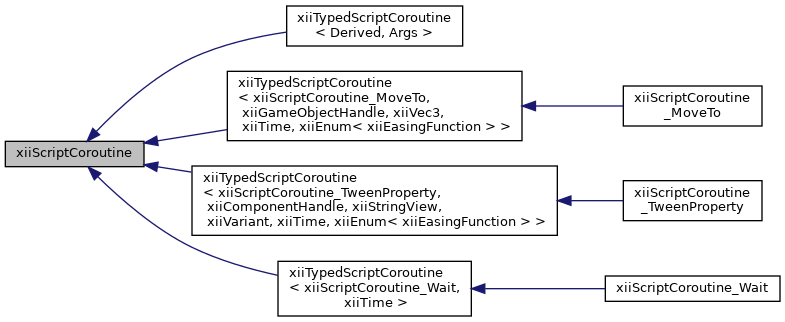 xiiTypedScriptCoroutine
< Derived, Args >
xiiTypedScriptCoroutine
< xiiScriptCoroutine_MoveTo,
xiiGameObjectHandle, xiiVec3,
xiiTime, xiiEnum< xiiEasingFunction > >
xiiScriptCoroutine
_MoveTo
xiiScriptCoroutine
xiiTypedScriptCoroutine
< xiiScriptCoroutine_TweenProperty,
xiiComponentHandle, xiiStringView,
xiiVariant, xiiTime, xiiEnum< xiiEasingFunction > >
xiiScriptCoroutine
_TweenProperty
xiiTypedScriptCoroutine
< xiiScriptCoroutine_Wait,
xiiTime >
xiiScriptCoroutine_Wait